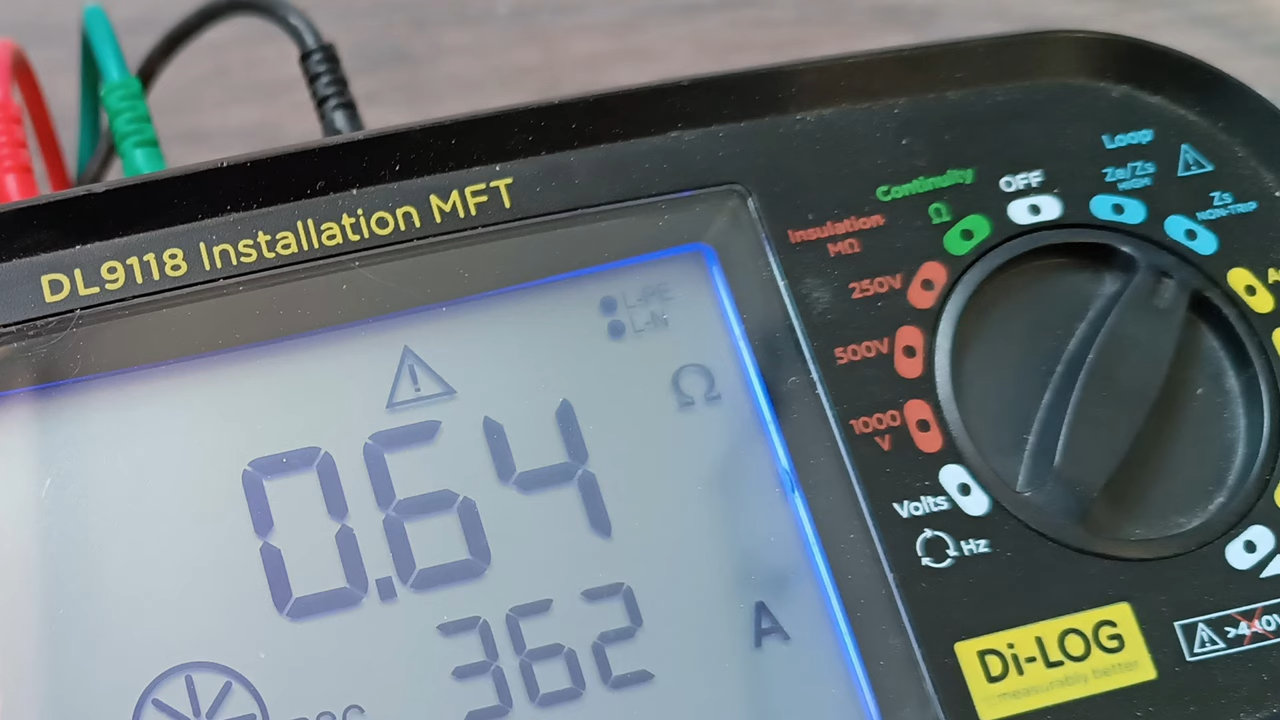 DL9118 Installation MFT
L-PE
L-N
Ω
0.64
362
A
Continuity
Ω
OFF
Loop
Ze/Zs
HIGH
Zs
NON-TRIP
Insulation
MΩ
250V
500V
1000
V
Volts
Hz
Di-LOG
measurably better
>440V